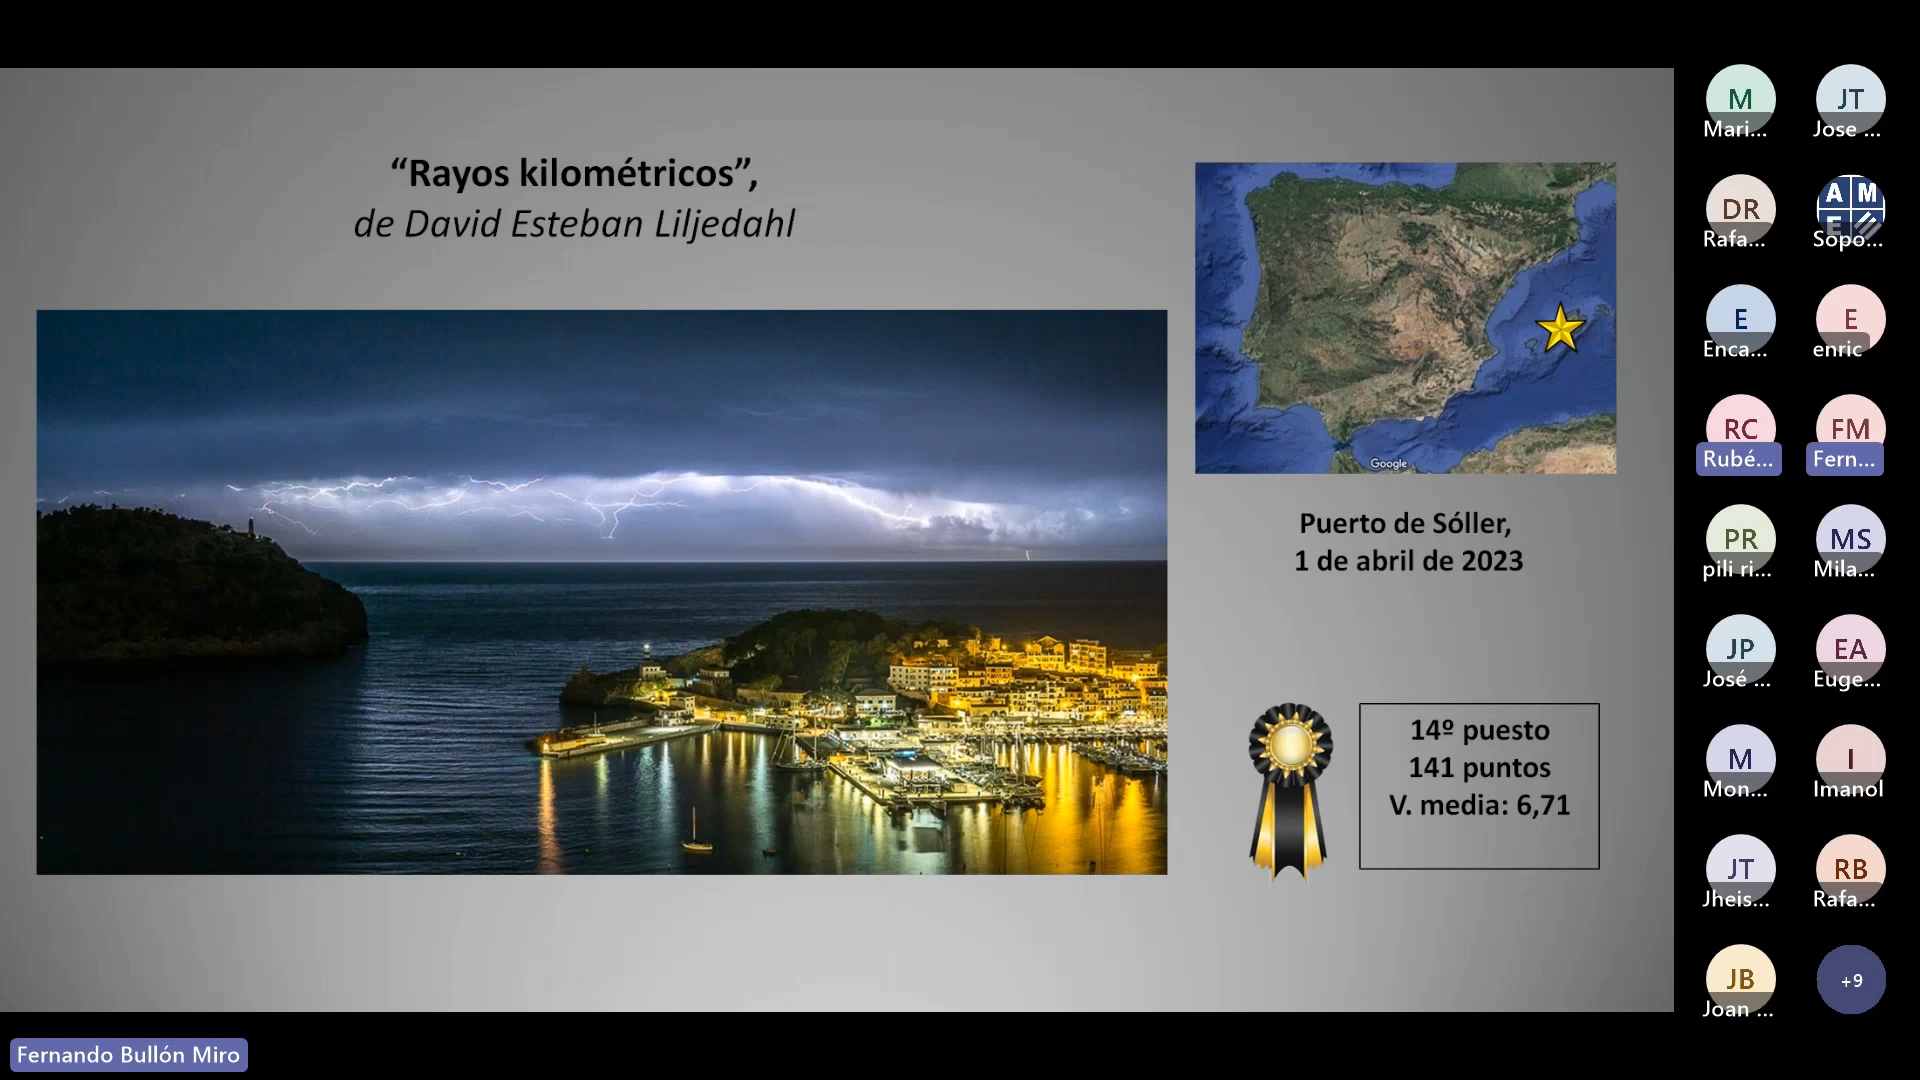 “Rayos kilométricos”,
de David Esteban Liljedahl
Google
Puerto de Sóller,
1 de abril de 2023
14º puesto
141 puntos
V. media: 6,71
M
Mari...
JT
Jose ...
DR
Rafa...
A M
E
Sopo...
E
Enca...
E
enric
RC
Rubé...
FM
Fern...
PR
pili ri...
MS
Mila...
JP
José ...
EA
Euge...
M
Mon...
I
Imanol
JT
Jheis...
RB
Rafa...
JB
Joan ...
+9
Fernando Bullón Miro